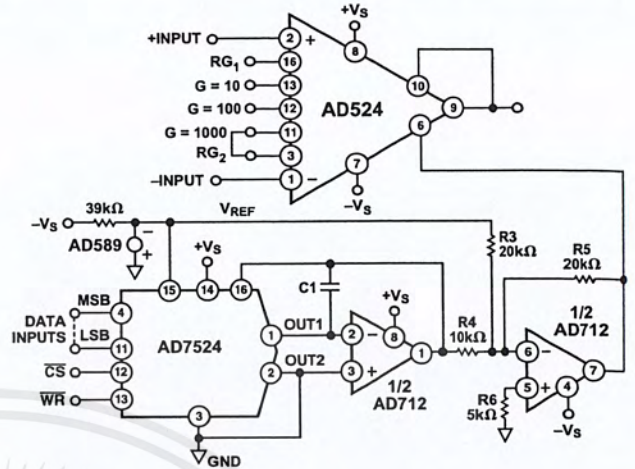 +VS
+INPUT
2
+
8
RG1
16
10
G = 10
13
G = 100
12
AD524
9
G = 1000
11
6
RG2
3
–INPUT
1
–
7
–VS
39kΩ
–VS
VREF
–
AD589
+
+VS
R3
20kΩ
R5
20kΩ
15
14
16
C1
+VS
MSB
4
DATA
INPUTS
LSB
11
AD7524
1
OUT1
2
–
8
1
R4
10kΩ
1/2
AD712
6
–
7
CS
12
2
OUT2
3
+
5
+
4
WR
13
1/2
AD712
R6
5kΩ
–VS
3
GND